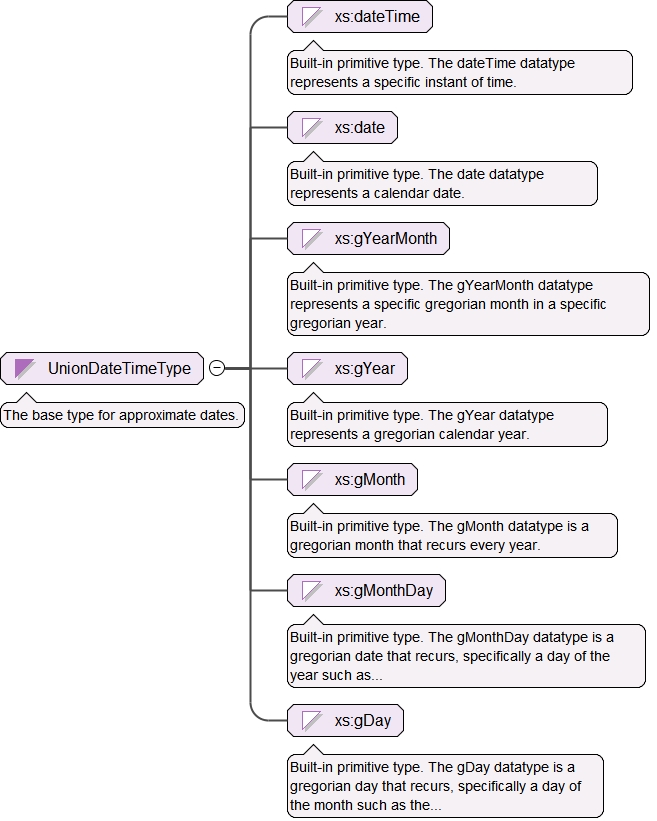 xs:dateTime
Built-in primitive type. The dateTime datatype
represents a specific instant of time.
xs:date
Built-in primitive type. The date datatype
represents a calendar date.
xs:gYearMonth
Built-in primitive type. The gYearMonth datatype
represents a specific gregorian month in a specific
gregorian year.
UnionDateTimeType
The base type for approximate dates.
xs:gYear
Built-in primitive type. The gYear datatype
represents a gregorian calendar year.
xs:gMonth
Built-in primitive type. The gMonth datatype is a
gregorian month that recurs every year.
xs:gMonthDay
Built-in primitive type. The gMonthDay datatype is a
gregorian date that recurs, specifically a day of the
year such as...
xs:gDay
Built-in primitive type. The gDay datatype is a
gregorian day that recurs, specifically a day of
the month such as the...